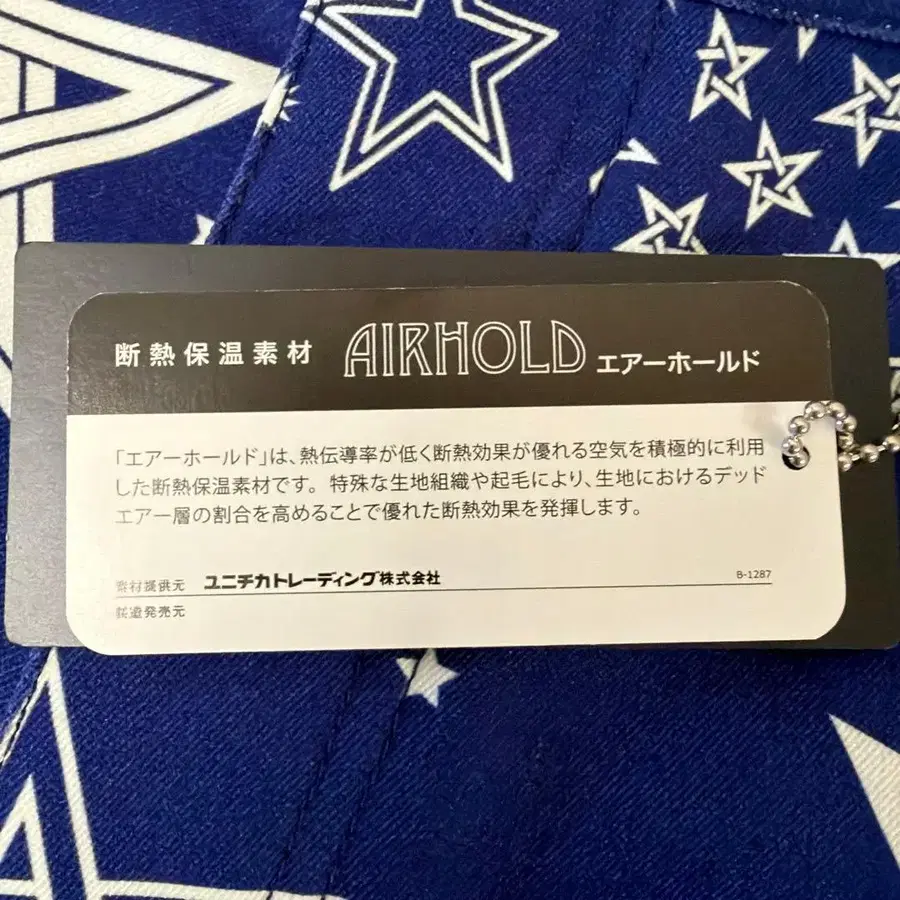 断熱保温素材 AIRHOLD エアーホールド
「エアーホールド」は、熱伝導率が低く断熱効果が優れる空気を積極的に利用
した断熱保温素材です。特殊な生地組織や起毛により、生地におけるデッド
エアー層の割合を高めることで優れた断熱効果を発揮します。
素材提供元 ユニチカトレーディング株式会社 B-1287
製造発売元